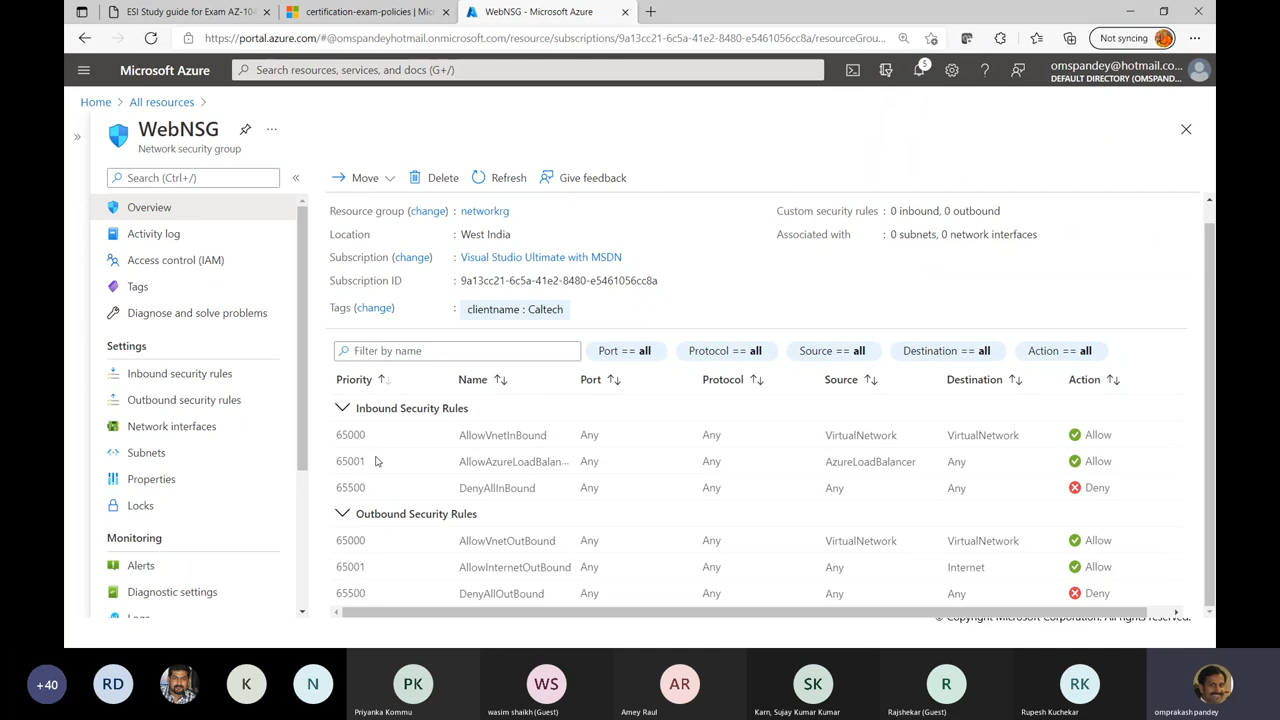 ESI Study guide for Exam AZ-104
certification-exam-policies | Mic
WebNSG - Microsoft Azure
https://portal.azure.com/#@omspandeyhotmail.onmicrosoft.com/resource/subscriptions/9a13cc21-6c5a-41e2-8480-e5461056cc8a/resourceGrou...
Not syncing
Microsoft Azure
Search resources, services, and docs (G+/)
5
omspandey@hotmail.co...
DEFAULT DIRECTORY (OMSPAND...
Home > All resources >
WebNSG
Network security group
Search (Ctrl+/)
Overview
Activity log
Access control (IAM)
Tags
Diagnose and solve problems
Settings
Inbound security rules
Outbound security rules
Network interfaces
Subnets
Properties
Locks
Monitoring
Alerts
Diagnostic settings
Logs
Move Delete Refresh Give feedback
Resource group (change) : networkrg Custom security rules : 0 inbound, 0 outbound
Location : West India Associated with : 0 subnets, 0 network interfaces
Subscription (change) : Visual Studio Ultimate with MSDN
Subscription ID : 9a13cc21-6c5a-41e2-8480-e5461056cc8a
Tags (change) : clientname : Caltech
Filter by name Port == all Protocol == all Source == all Destination == all Action == all
Priority Name Port Protocol Source Destination Action
Inbound Security Rules
65000 AllowVnetInBound Any Any VirtualNetwork VirtualNetwork Allow
65001 AllowAzureLoadBalan... Any Any AzureLoadBalancer Any Allow
65500 DenyAllInBound Any Any Any Any Deny
Outbound Security Rules
65000 AllowVnetOutBound Any Any VirtualNetwork VirtualNetwork Allow
65001 AllowInternetOutBound Any Any Any Internet Allow
65500 DenyAllOutBound Any Any Any Any Deny
© Copyright Microsoft Corporation. All rights reserved.
+40 RD K N PK WS AR SK R RK
Priyanka Kommu wasim shaikh (Guest) Amey Raul Karn, Sujay Kumar Kumar Rajshekar (Guest) Rupesh Kuchekar omprakash pandey